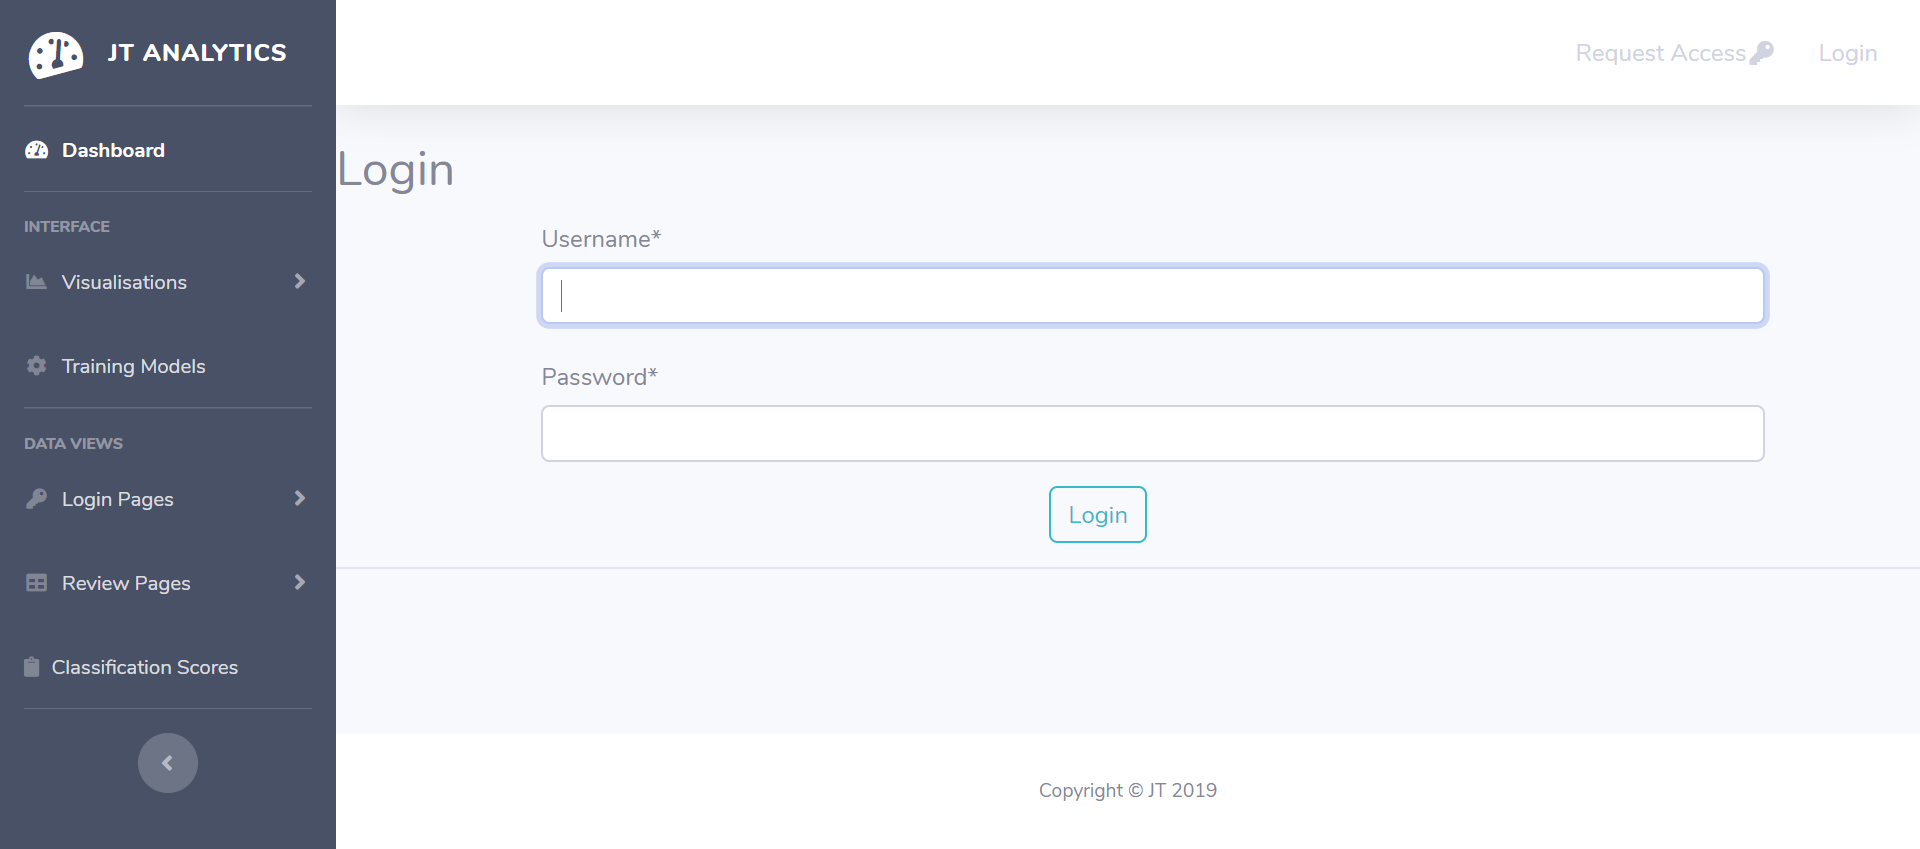 JT ANALYTICS
Dashboard
INTERFACE
Visualisations
Training Models
DATA VIEWS
Login Pages
Review Pages
Classification Scores
Request Access
Login
Login
Username*
Password*
Login
Copyright © JT 2019